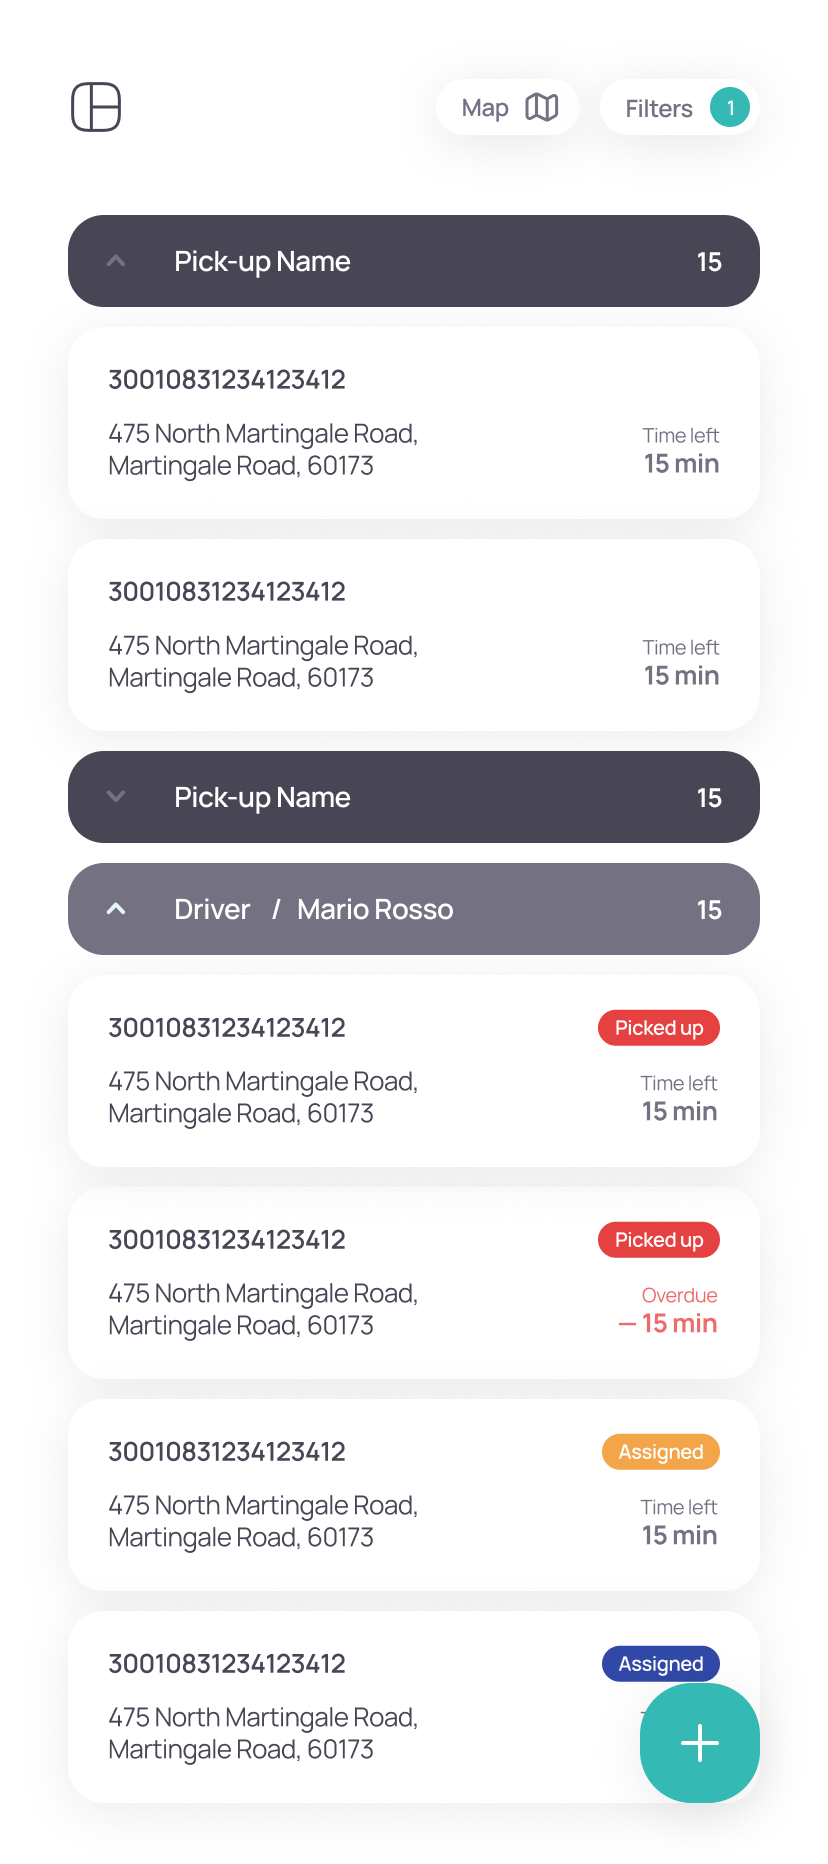 Map
Filters 1
Pick-up Name 15
30010831234123412
475 North Martingale Road,
Martingale Road, 60173
Time left
15 min
30010831234123412
475 North Martingale Road,
Martingale Road, 60173
Time left
15 min
Pick-up Name 15
Driver / Mario Rosso 15
30010831234123412
Picked up
475 North Martingale Road,
Martingale Road, 60173
Time left
15 min
30010831234123412
Picked up
475 North Martingale Road,
Martingale Road, 60173
Overdue
— 15 min
30010831234123412
Assigned
475 North Martingale Road,
Martingale Road, 60173
Time left
15 min
30010831234123412
Assigned
475 North Martingale Road,
Martingale Road, 60173